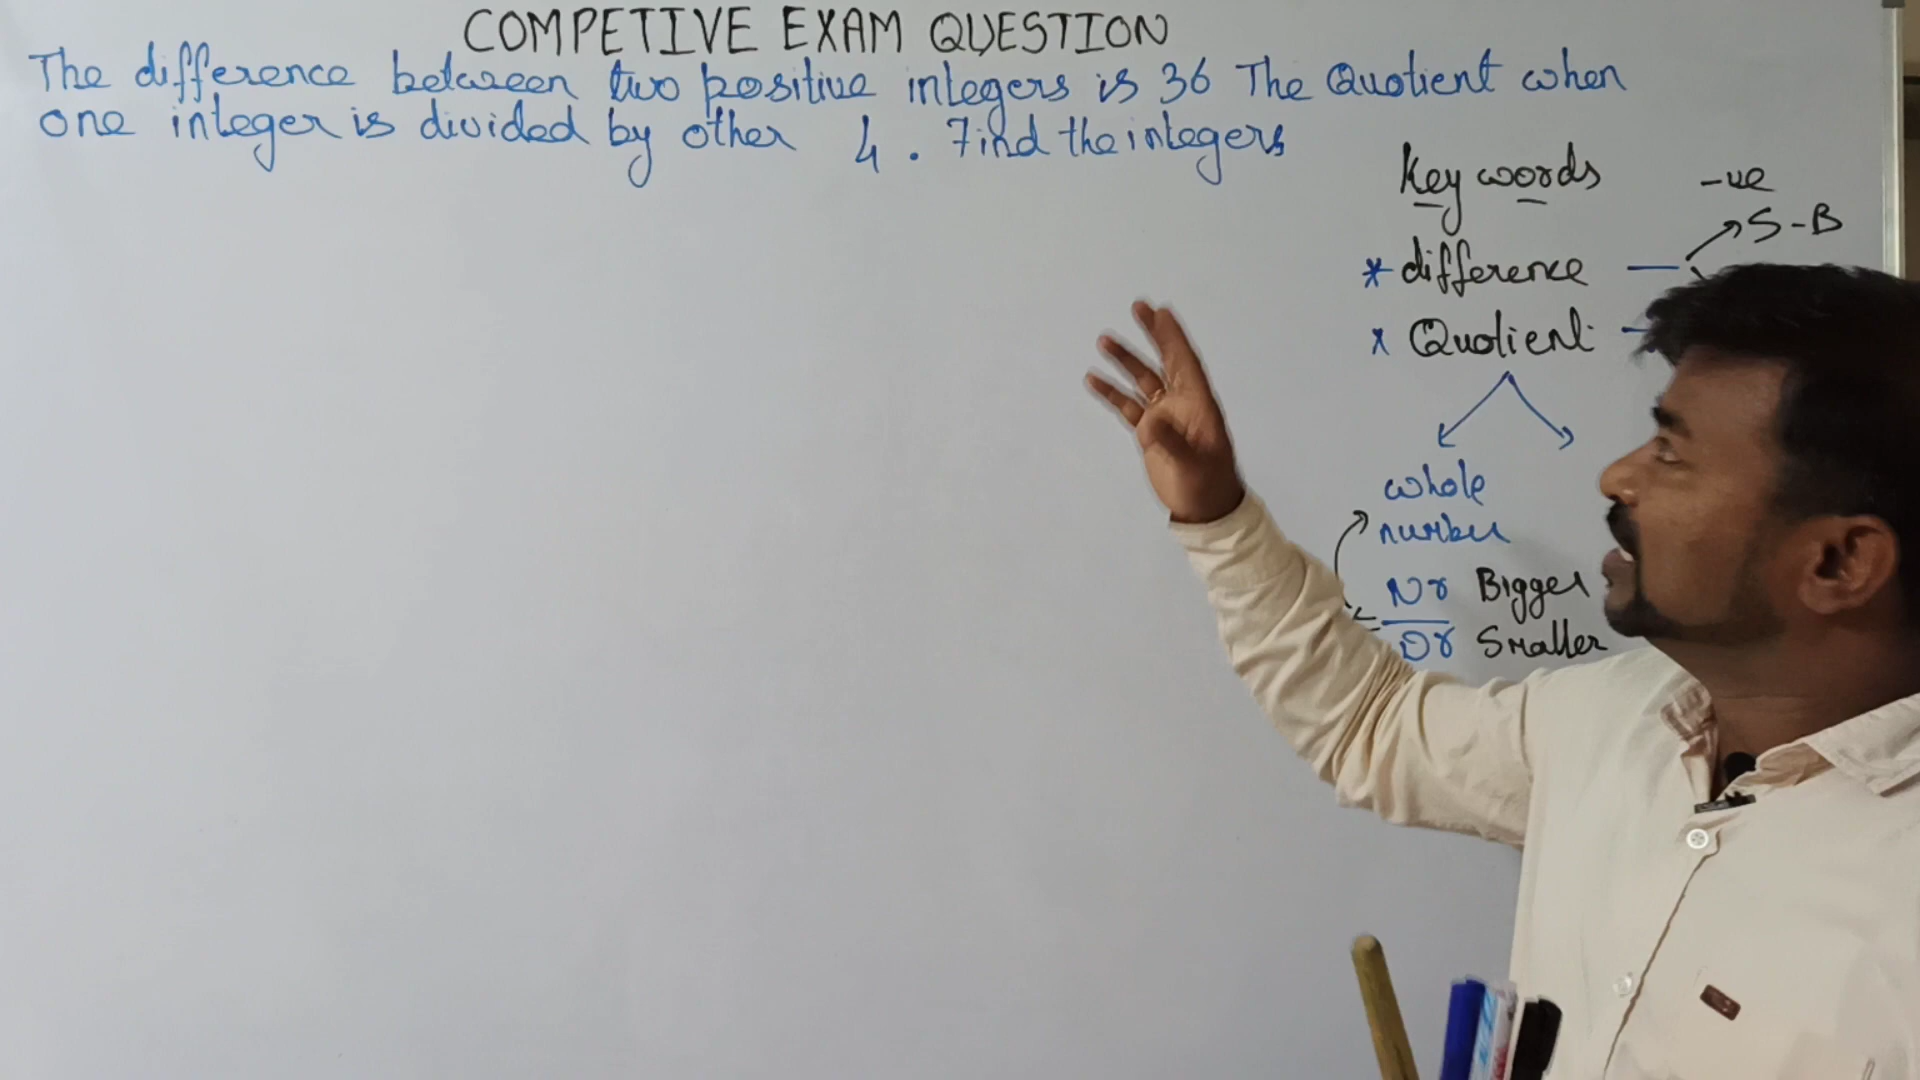 COMPETIVE EXAM QUESTION
The difference between two positive integers is 36 The Quotient when
one integer is divided by other 4. Find the integers
Key words
-ve
S-B
* difference —
* Quotient -
whole
number
Nr Bigger
= Dr Smaller